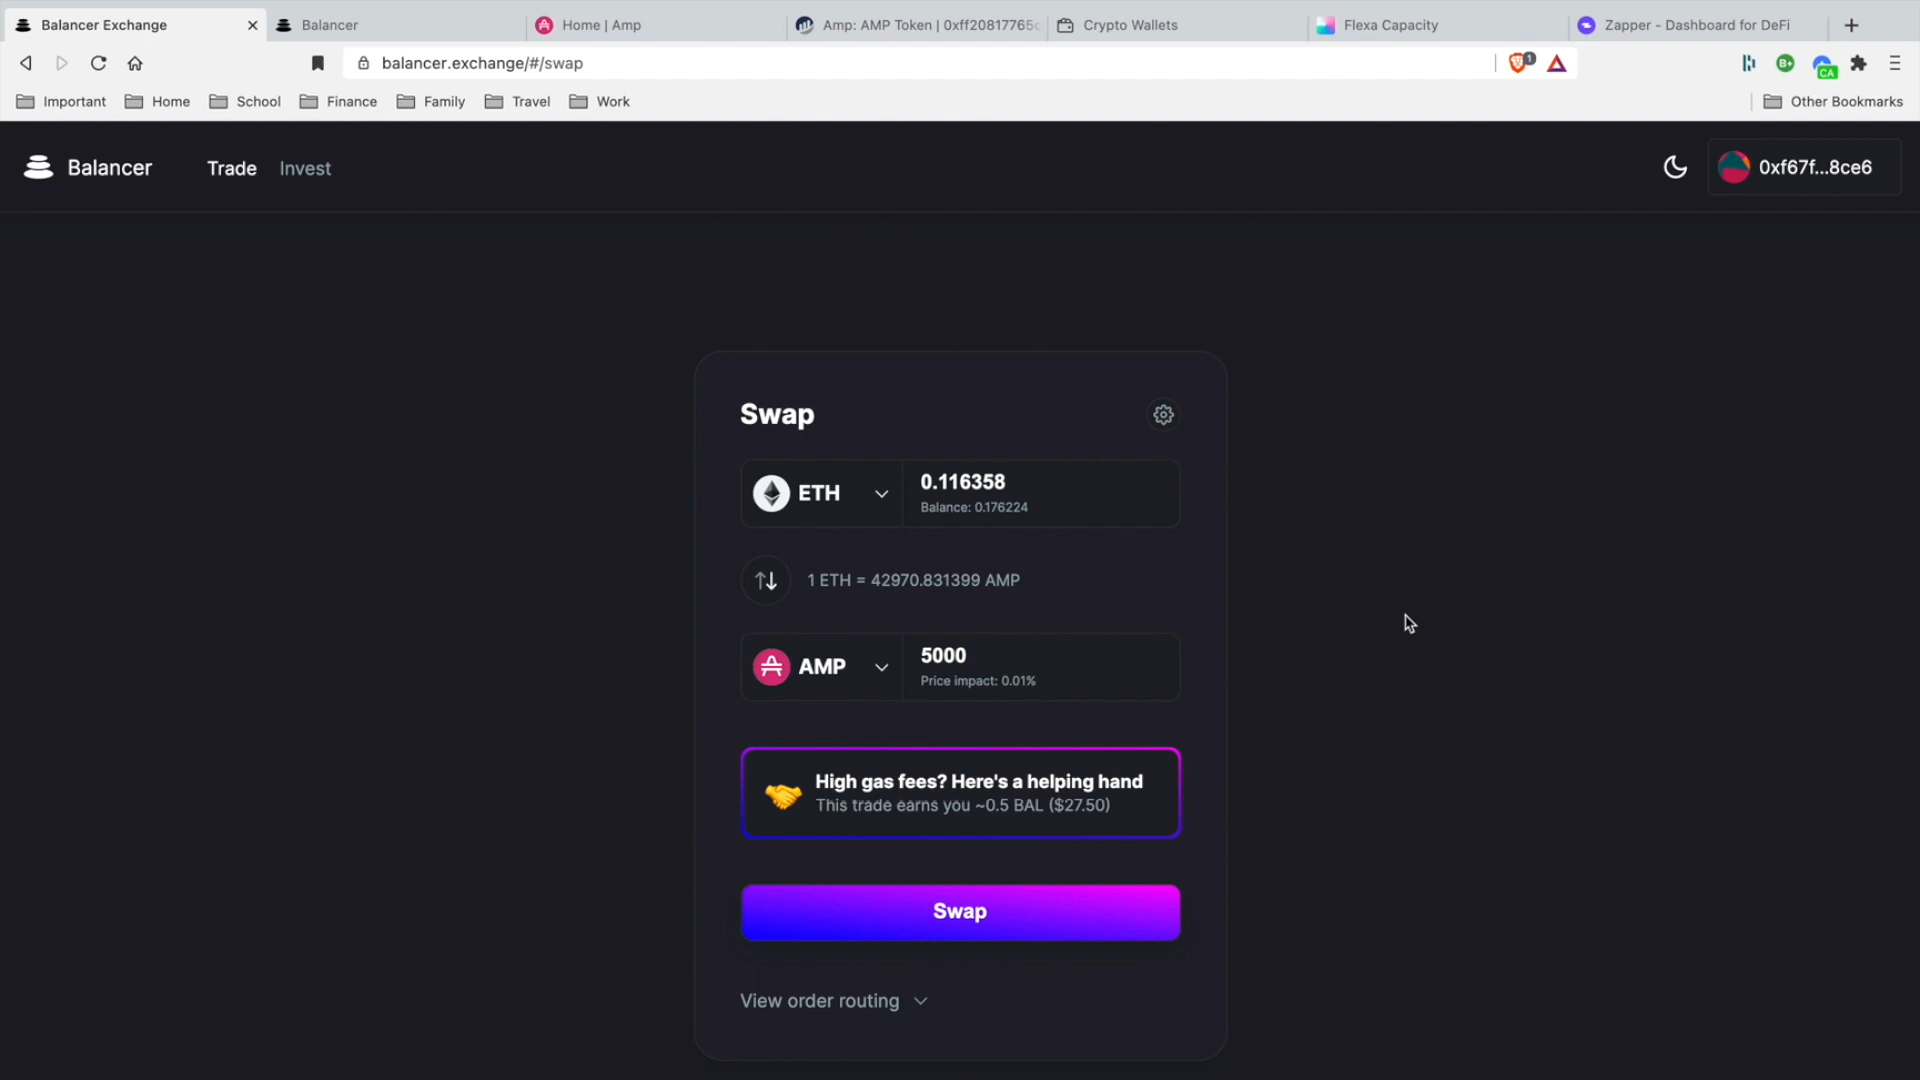 Balancer Exchange
Balancer
Home | Amp
Amp: AMP Token | 0xff20817765c
Crypto Wallets
Flexa Capacity
Zapper - Dashboard for DeFi
balancer.exchange/#/swap
1
B+
CA
Important
Home
School
Finance
Family
Travel
Work
Other Bookmarks
Balancer
Trade
Invest
0xf67f...8ce6
Swap
ETH
0.116358
Balance: 0.176224
1 ETH = 42970.831399 AMP
AMP
5000
Price impact: 0.01%
High gas fees? Here's a helping hand
This trade earns you ~0.5 BAL ($27.50)
Swap
View order routing